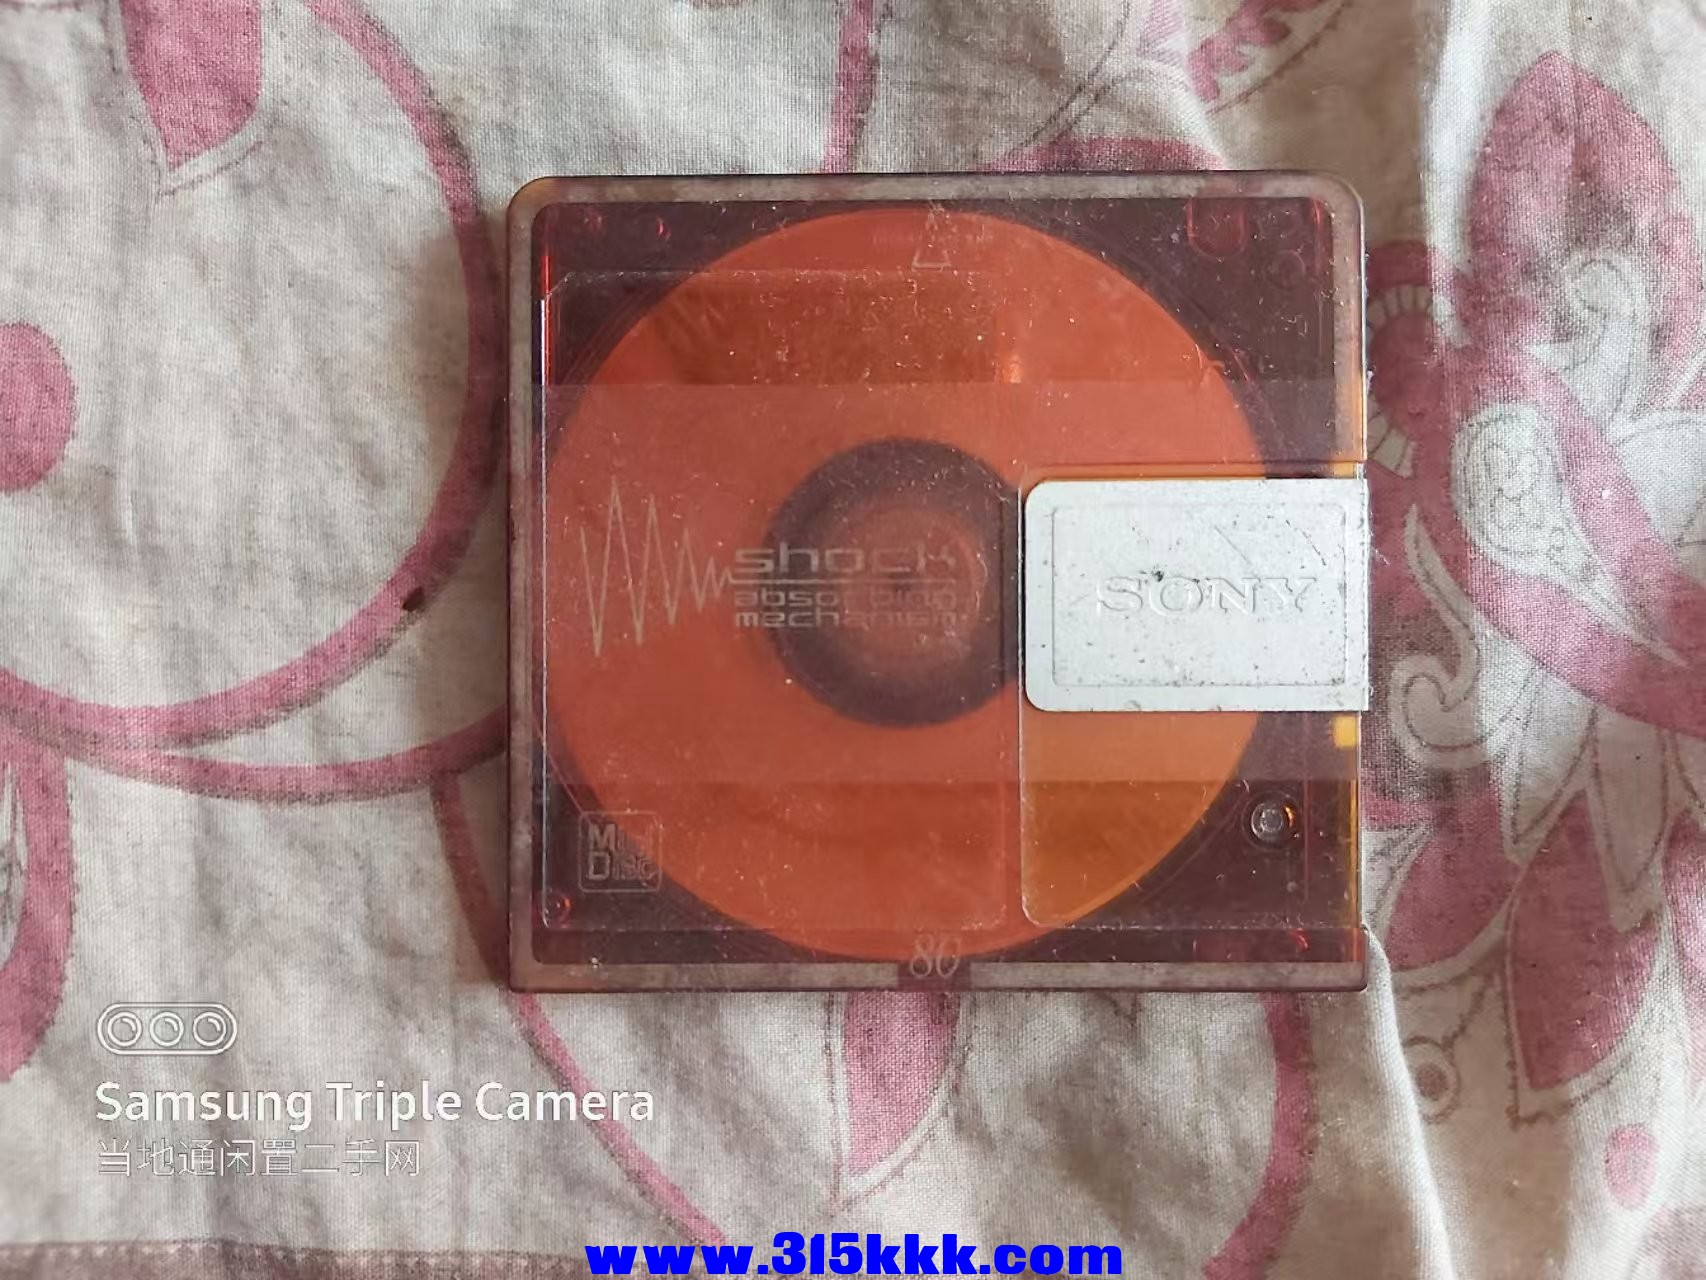 shock
absorbing
mechanism
SONY
Mini
Disc
80
Samsung Triple Camera
当地通闲置二手网
www.315kkk.com